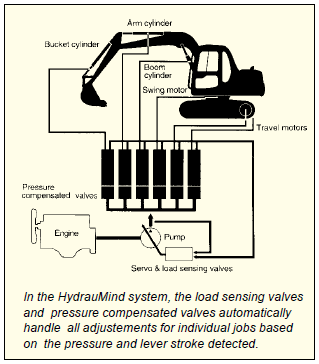 Arm cylinder
Bucket cylinder
Boom
cylinder
Swing motor
Travel motors
Pressure
compensated valves
Engine
Pump
Servo & load sensing valves
In the HydrauMind system, the load sensing valves
and pressure compensated valves automatically
handle all adjustements for individual jobs based
on the pressure and lever stroke detected.